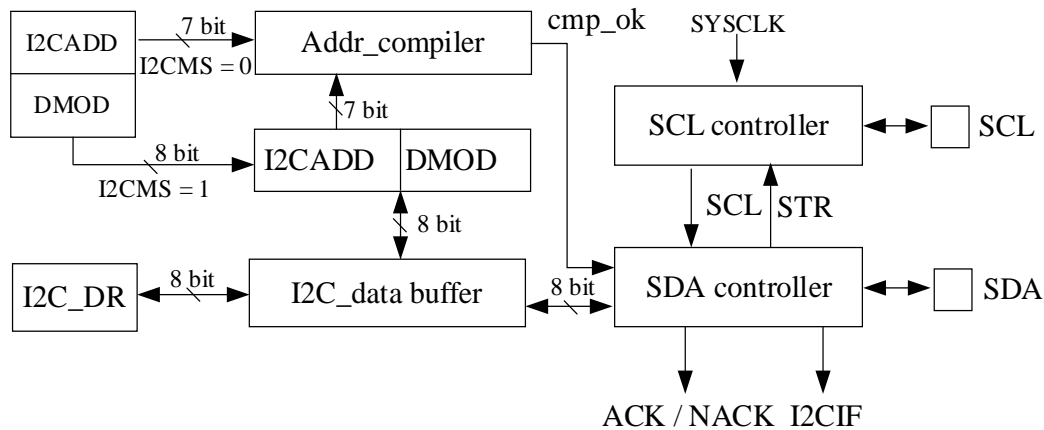 I2CADD
DMOD
7 bit
I2CMS = 0
Addr_compiler
cmp_ok
SYSCLK
SCL controller
SCL
7 bit
8 bit
I2CMS = 1
I2CADD
DMOD
SCL
STR
8 bit
I2C_DR
8 bit
I2C_data buffer
8 bit
SDA controller
SDA
ACK / NACK
I2CIF